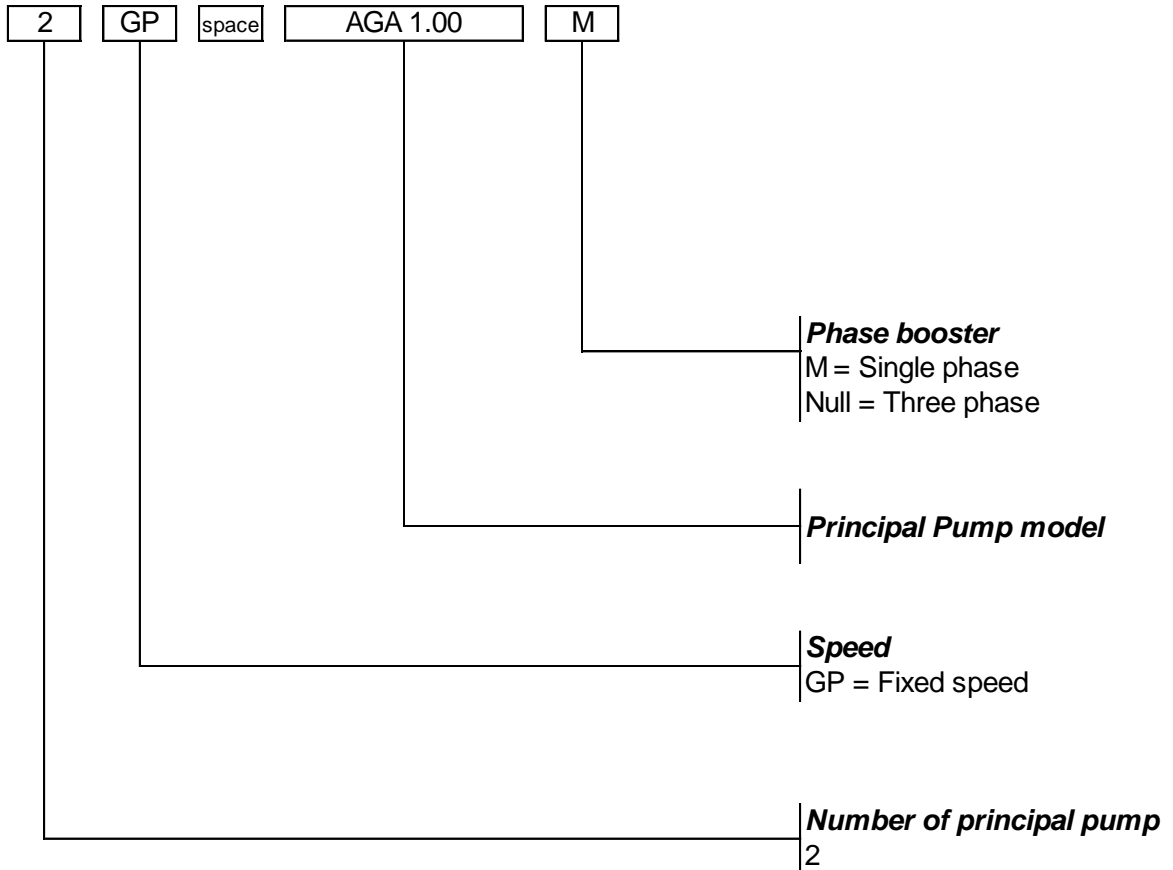 2 GP space AGA 1.00 M
Phase booster
M = Single phase
Null = Three phase
Principal Pump model
Speed
GP = Fixed speed
Number of principal pump
2